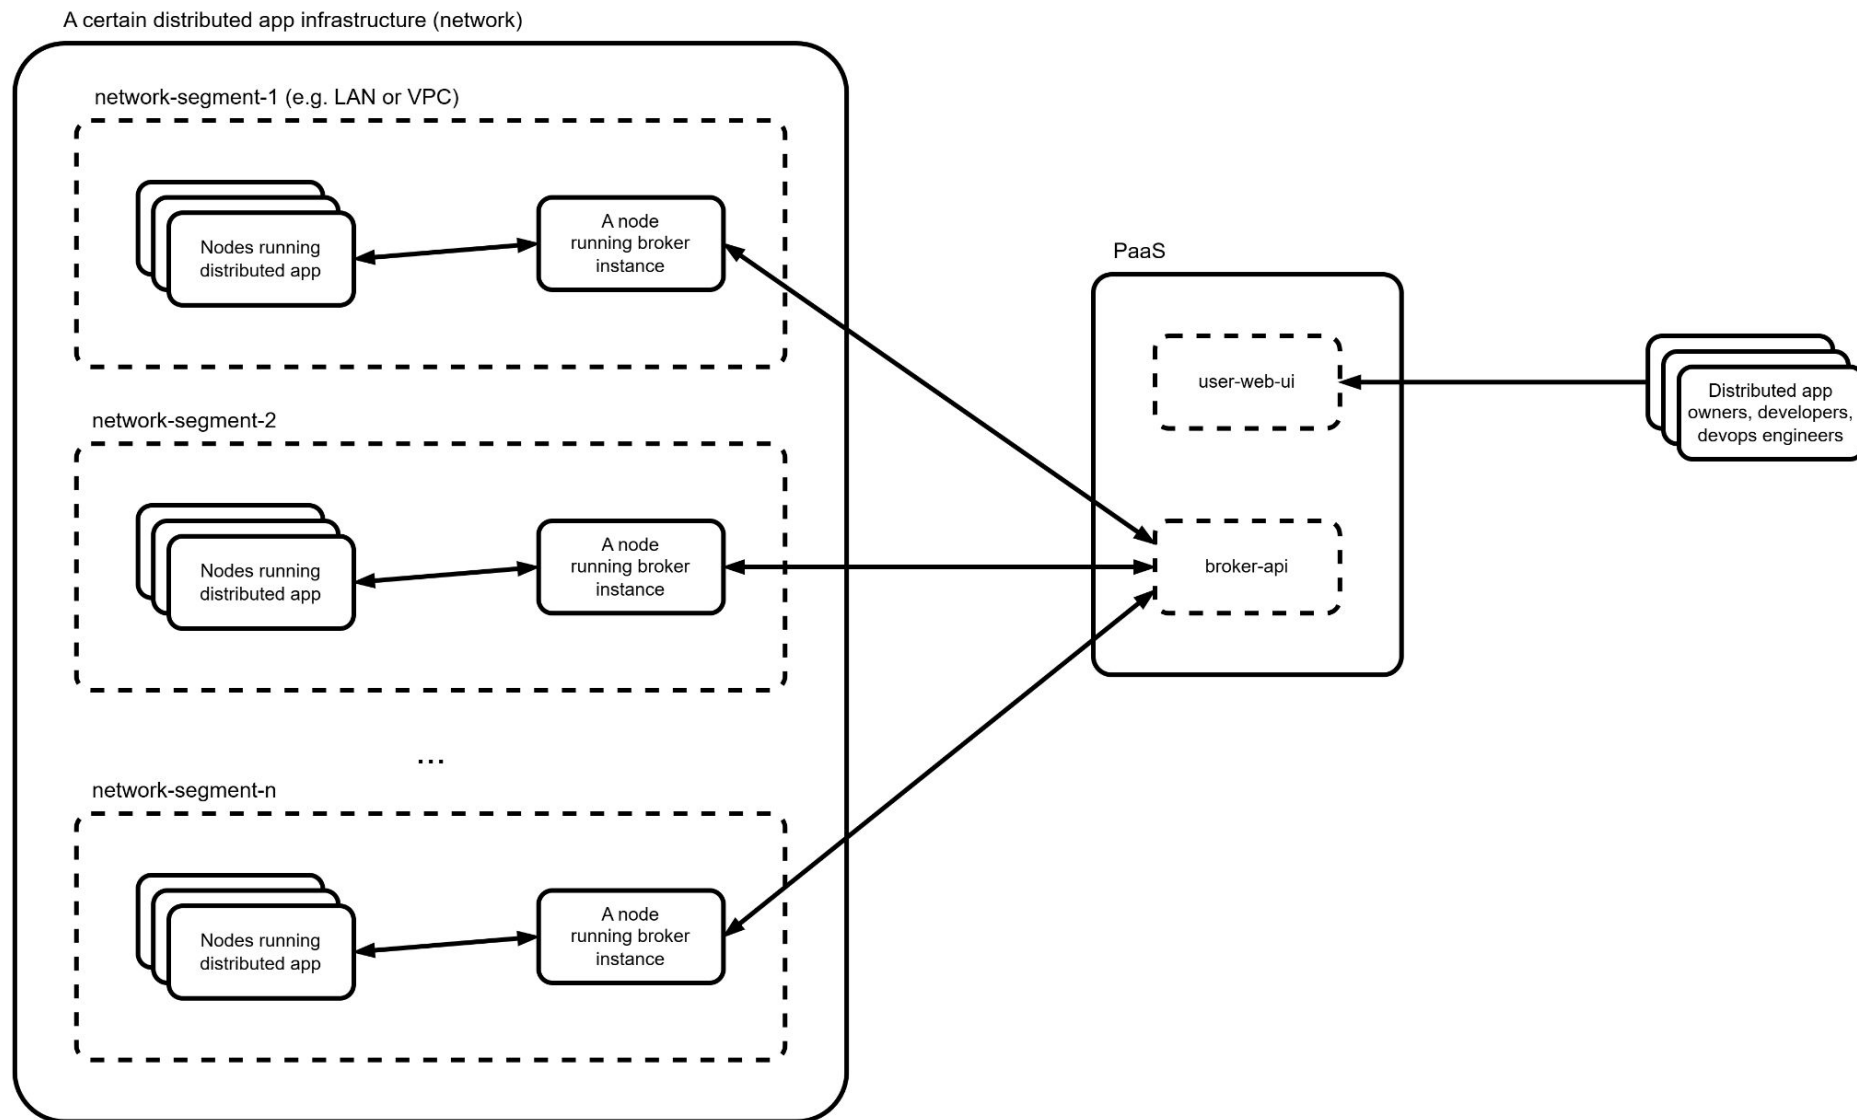 A certain distributed app infrastructure (network)
network-segment-1 (e.g. LAN or VPC)
Nodes running
distributed app
A node
running broker
instance
network-segment-2
Nodes running
distributed app
A node
running broker
instance
...
network-segment-n
Nodes running
distributed app
A node
running broker
instance
PaaS
user-web-ui
broker-api
Distributed app
owners, developers,
devops engineers